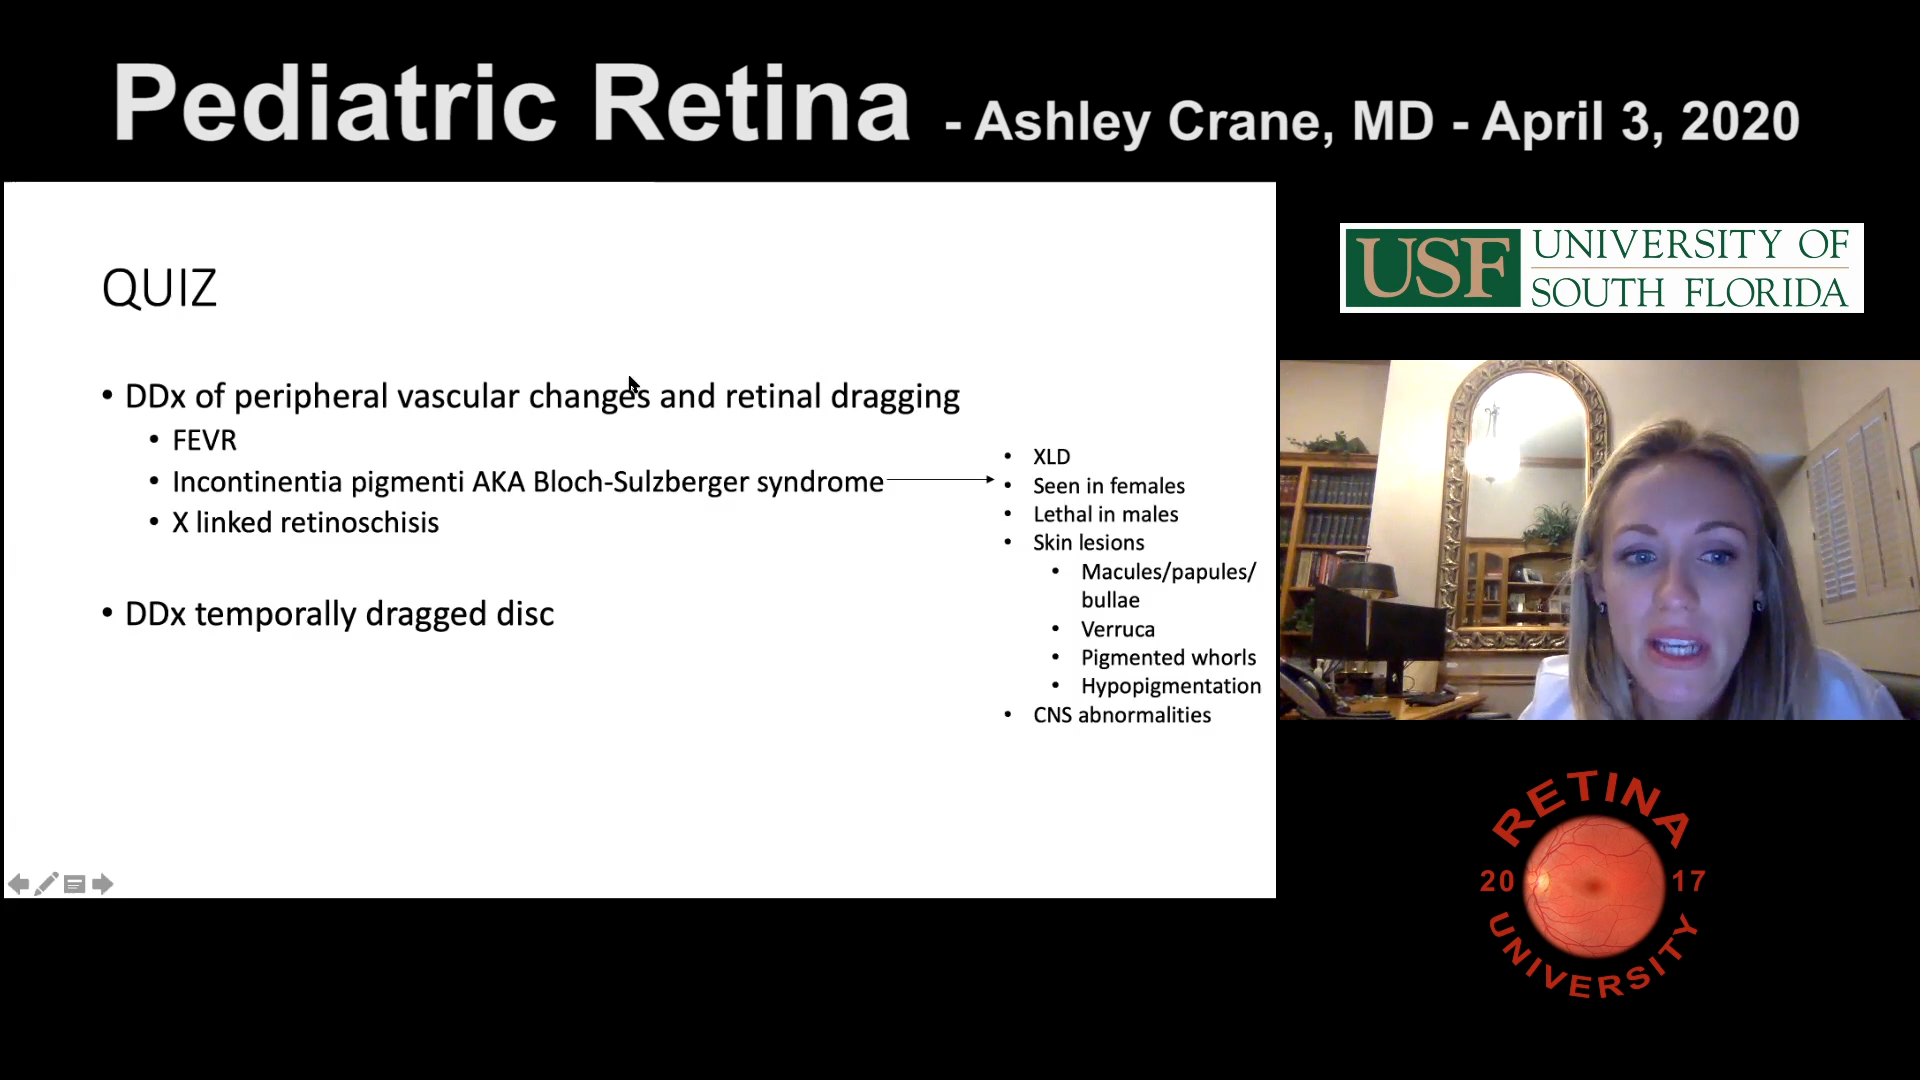 Pediatric Retina - Ashley Crane, MD - April 3, 2020
USF UNIVERSITY OF
SOUTH FLORIDA
QUIZ
• DDx of peripheral vascular changes and retinal dragging
• FEVR
• Incontinentia pigmenti AKA Bloch-Sulzberger syndrome
• X linked retinoschisis
• DDx temporally dragged disc
• XLD
• Seen in females
• Lethal in males
• Skin lesions
• Macules/papules/
bullae
• Verruca
• Pigmented whorls
• Hypopigmentation
• CNS abnormalities
RETINA
20 17
UNIVERSITY